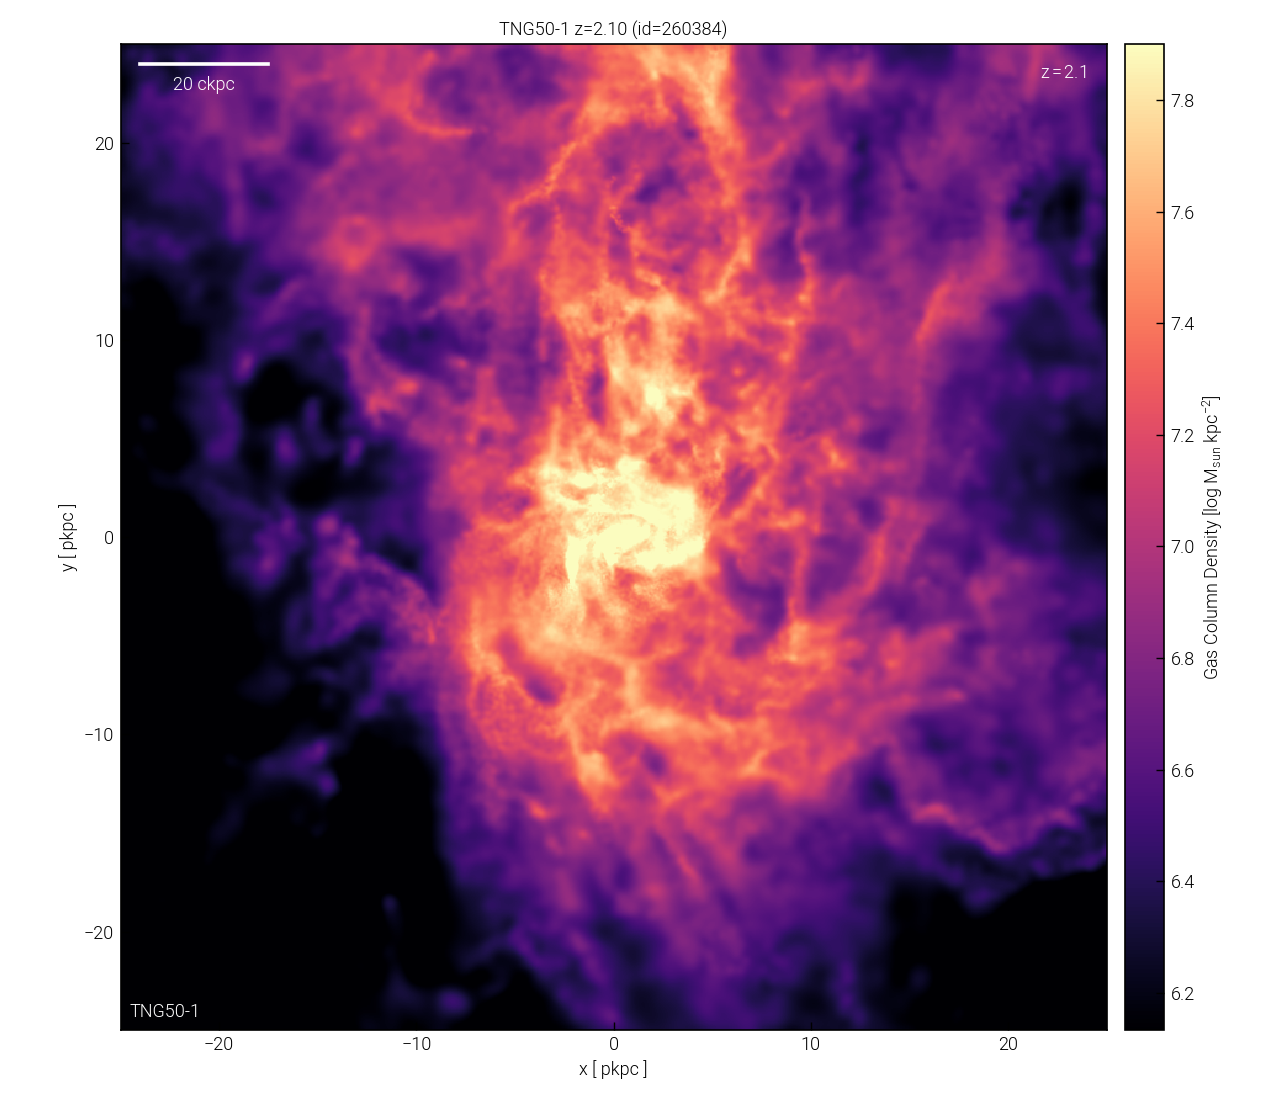 TNG50-1 z=2.10 (id=260384)
20 ckpc
z=2.1
TNG50-1
y [ pkpc ]
20
10
0
−10
−20
−20
−10
0
10
20
x [ pkpc ]
7.8
7.6
7.4
7.2
7.0
6.8
6.6
6.4
6.2
Gas Column Density [log M_sun kpc^−2]